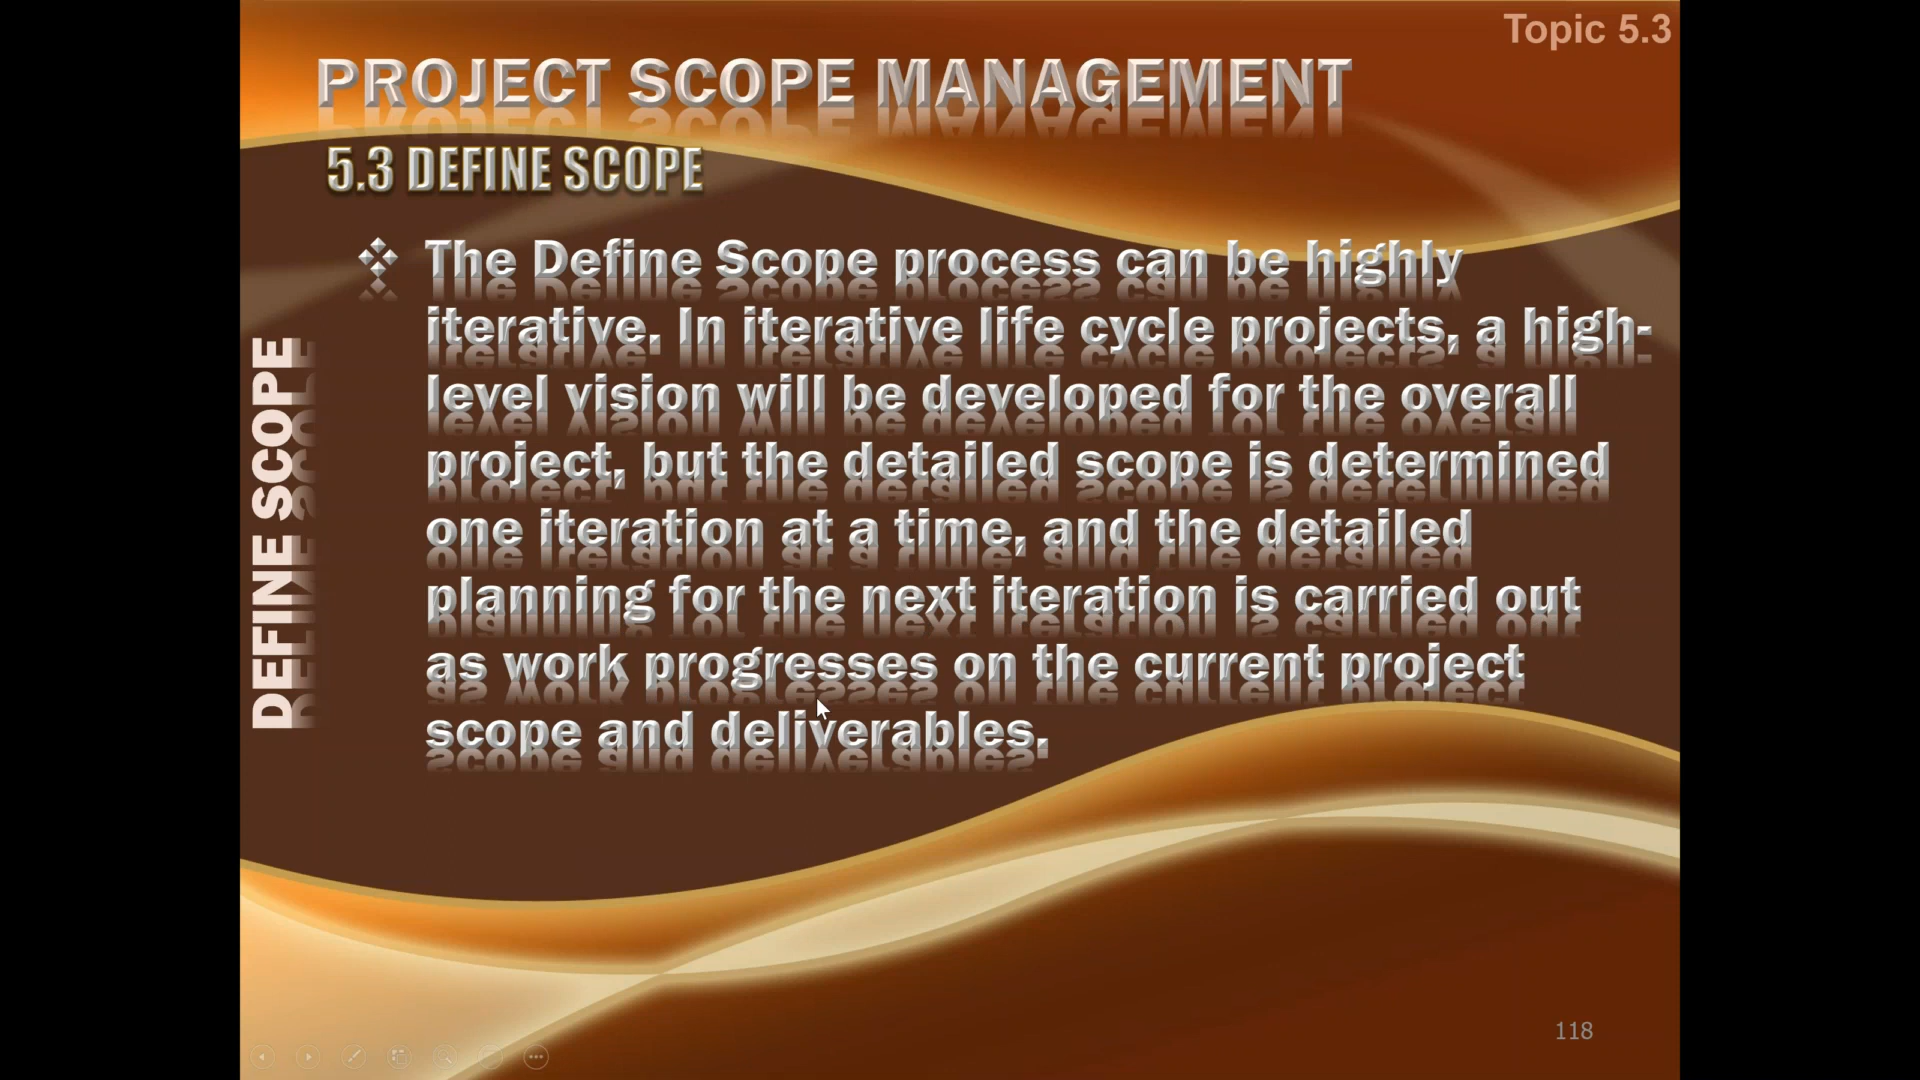 Topic 5.3
PROJECT SCOPE MANAGEMENT
5.3 DEFINE SCOPE
DEFINE SCOPE
The Define Scope process can be highly
iterative. In iterative life cycle projects, a high-
level vision will be developed for the overall
project, but the detailed scope is determined
one iteration at a time, and the detailed
planning for the next iteration is carried out
as work progresses on the current project
scope and deliverables.
118